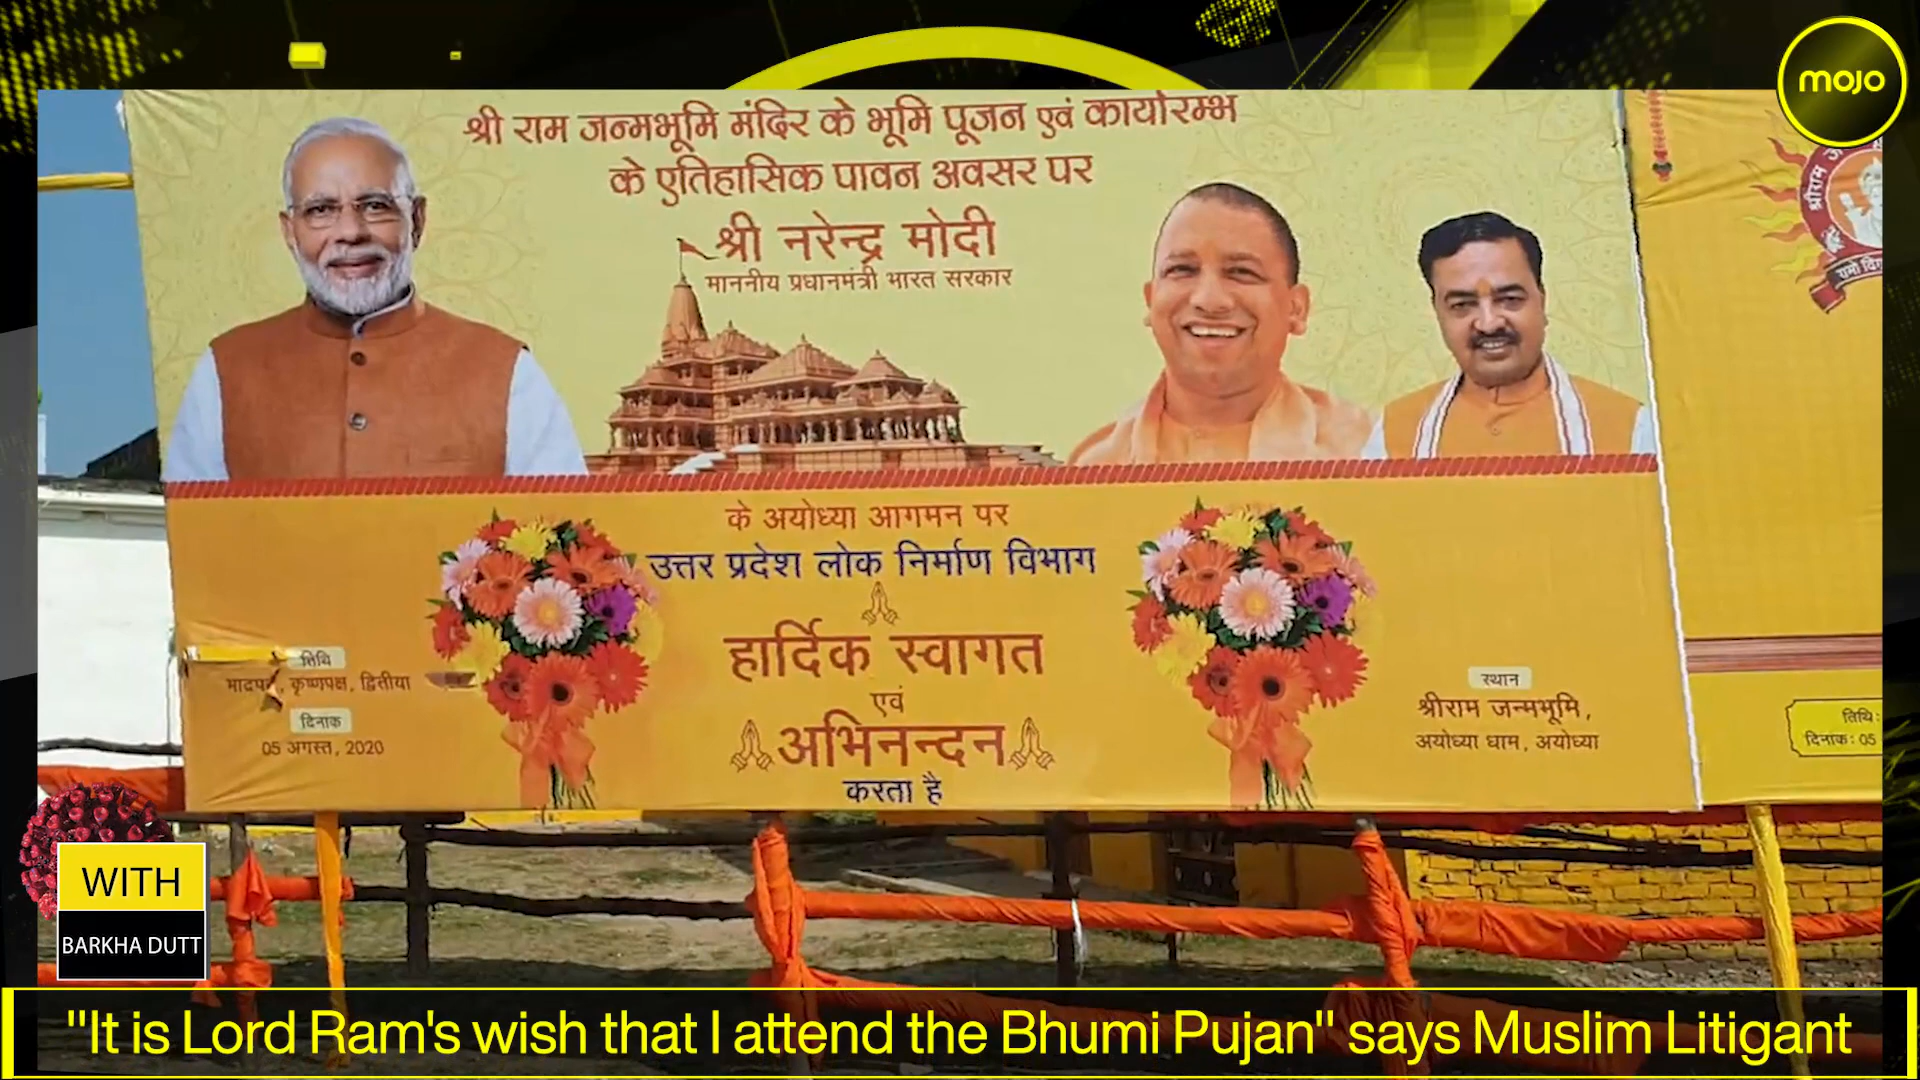 mojo
श्री राम जन्मभूमि मंदिर के भूमि पूजन एवं कार्यारम्भ
के एतिहासिक पावन अवसर पर
श्री नरेन्द्र मोदी
माननीय प्रधानमंत्री भारत सरकार
श्रीराम
के अयोध्या आगमन पर
उत्तर प्रदेश लोक निर्माण विभाग
हार्दिक स्वागत
एवं
अभिनन्दन
करता है
तिथि
कृष्णपक्ष, द्वितीया
दिनांक
05 अगस्त, 2020
स्थान
श्रीराम जन्मभूमि,
अयोध्या धाम, अयोध्या
तिथि:
दिनांक: 05
WITH
BARKHA DUTT
"It is Lord Ram's wish that I attend the Bhumi Pujan" says Muslim Litigant